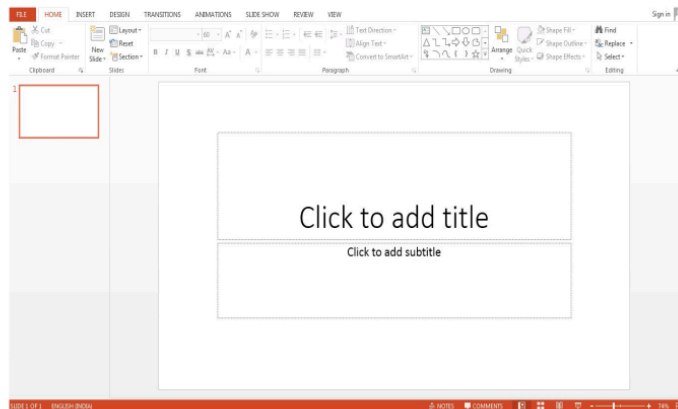 FILE HOME INSERT DESIGN TRANSITIONS ANIMATIONS SLIDE SHOW REVIEW VIEW Sign in
Cut
Copy
Format Painter
Paste
Clipboard
New
Slide
Layout
Reset
Section
Slides
B I U S abc AV Aa A
Font
Text Direction
Align Text
Convert to SmartArt
Paragraph
Arrange
Quick
Styles
Shape Fill
Shape Outline
Shape Effects
Drawing
Find
Replace
Select
Editing
1
Click to add title
Click to add subtitle
SLIDE 1 OF 1 ENGLISH (INDIA) NOTES COMMENTS 74%